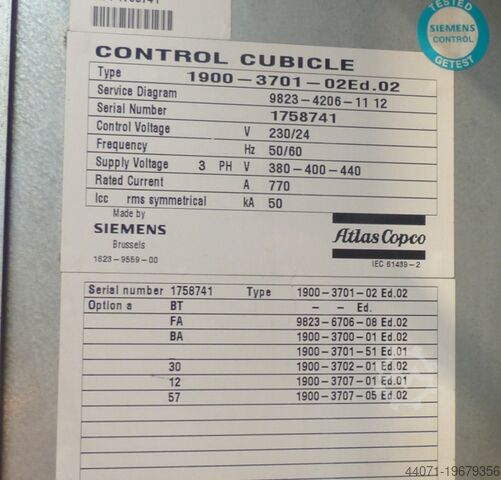 1758741
TESTED
SIEMENS
CONTROL
GETEST
CONTROL CUBICLE
Type 1900-3701-02Ed.02
Service Diagram 9823-4206-11 12
Serial Number 1758741
Control Voltage V 230/24
Frequency Hz 50/60
Supply Voltage 3 PH V 380-400-440
Rated Current A 770
Icc rms symmetrical kA 50
Made by
SIEMENS
Brussels
1623-9559-00
Atlas Copco
IEC 61439-2
Serial number 1758741 Type 1900-3701-02 Ed.02
Option a BT - - Ed.
FA 9823-6706-08 Ed.02
BA 1900-3700-01 Ed.02
1900-3701-51 Ed.01
30 1900-3702-01 Ed.02
12 1900-3707-01 Ed.01
57 1900-3707-05 Ed.02
44071-19679356